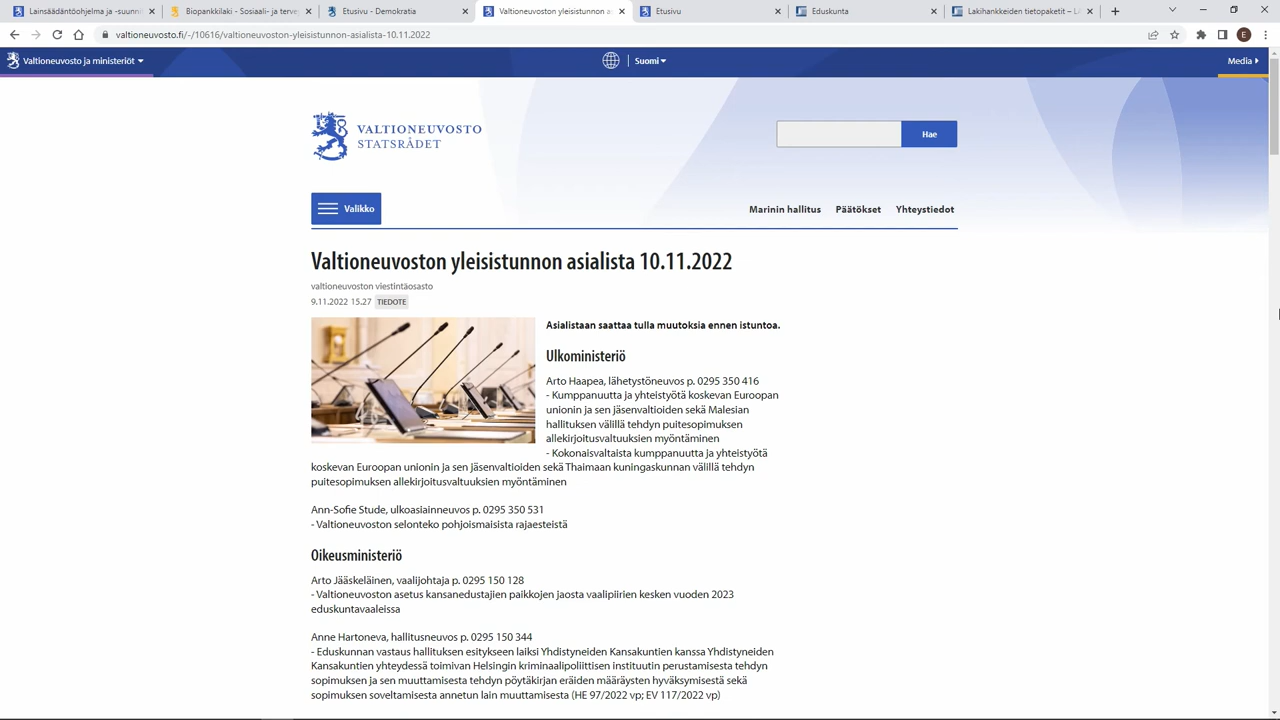 Lainsäädäntöohjelma ja -suunni
Biopankkilaki - Sosiaali- ja terve
Etusivu - Demokratia
Valtioneuvoston yleisistunnon a
Etusivu
Eduskunta
Lakihankkeiden tietopaketit – LA
valtioneuvosto.fi/-/10616/valtioneuvoston-yleisistunnon-asialista-10.11.2022
E
Valtioneuvosto ja ministeriöt
Suomi
Media
VALTIONEUVOSTO
STATSRÅDET
Hae
Valikko
Marinin hallitus
Päätökset
Yhteystiedot
Valtioneuvoston yleisistunnon asialista 10.11.2022
valtioneuvoston viestintäosasto
9.11.2022 15.27 TIEDOTE
Asialistaan saattaa tulla muutoksia ennen istuntoa.
Ulkoministeriö
Arto Haapea, lähetystöneuvos p. 0295 350 416
- Kumppanuutta ja yhteistyötä koskevan Euroopan
unionin ja sen jäsenvaltioiden sekä Malesian
hallituksen välillä tehdyn puitesopimuksen
allekirjoitusvaltuuksien myöntäminen
- Kokonaisvaltaista kumppanuutta ja yhteistyötä
koskevan Euroopan unionin ja sen jäsenvaltioiden sekä Thaimaan kuningaskunnan välillä tehdyn
puitesopimuksen allekirjoitusvaltuuksien myöntäminen
Ann-Sofie Stude, ulkoasiainneuvos p. 0295 350 531
- Valtioneuvoston selonteko pohjoismaisista rajaesteistä
Oikeusministeriö
Arto Jääskeläinen, vaalijohtaja p. 0295 150 128
- Valtioneuvoston asetus kansanedustajien paikkojen jaosta vaalipiirien kesken vuoden 2023
eduskuntavaaleissa
Anne Hartoneva, hallitusneuvos p. 0295 150 344
- Eduskunnan vastaus hallituksen esitykseen laiksi Yhdistyneiden Kansakuntien kanssa Yhdistyneiden
Kansakuntien yhteydessä toimivan Helsingin kriminaalipoliittisen instituutin perustamisesta tehdyn
sopimuksen ja sen muuttamisesta tehdyn pöytäkirjan eräiden määräysten hyväksymisestä sekä
sopimuksen soveltamisesta annetun lain muuttamisesta (HE 97/2022 vp; EV 117/2022 vp)